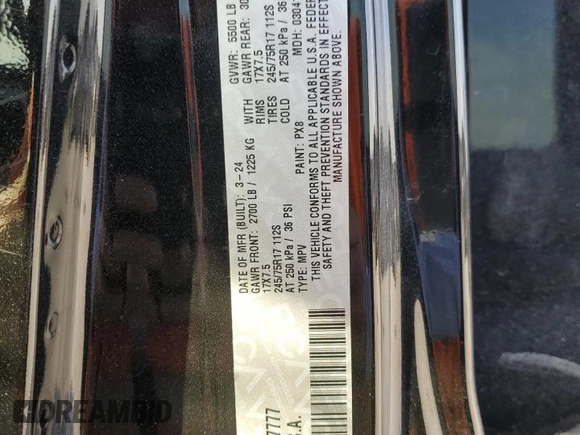 DATE OF MFR (BUILT): 3-24 GVWR: 5500 LB
GAWR FRONT: 2700 LB / 1225 KG WITH GAWR REAR:
17X7.5 RIMS 17X7.5
245/75R17 112S TIRES 245/75R17 112S
AT 250 kPa / 36 PSI COLD AT 250 kPa / 36
TYPE: MPV PAINT: PX8 MDH:
THIS VEHICLE CONFORMS TO ALL APPLICABLE U.S.A.
SAFETY AND THEFT PREVENTION STANDARDS IN EFFECT
MANUFACTURE SHOWN ABOVE.
7777
DREAMBID